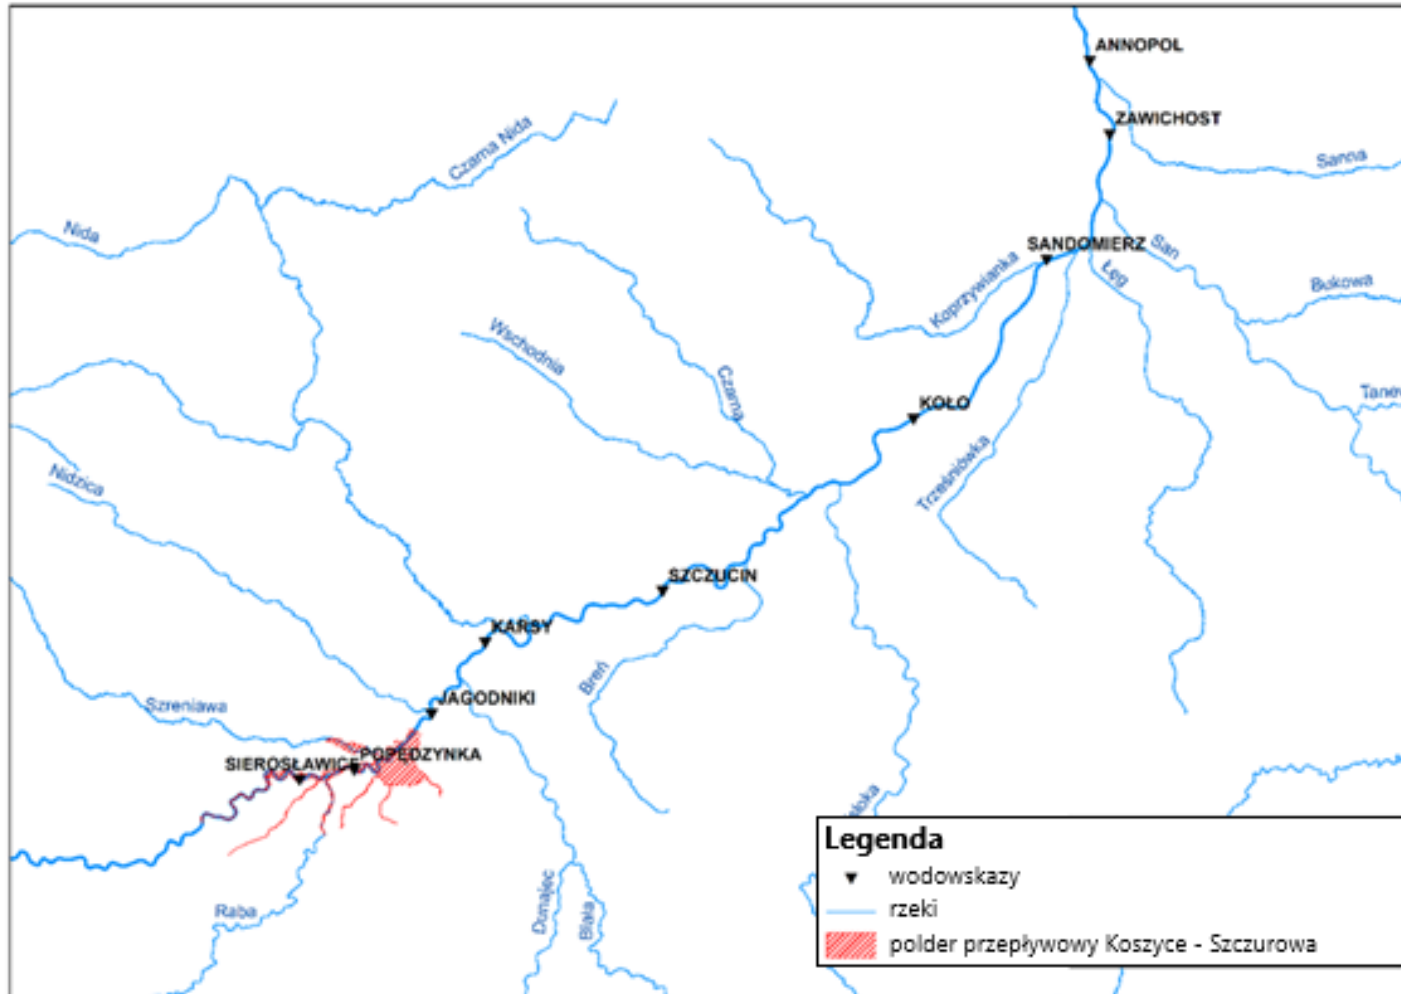 ANNOPOL
ZAWICHOST
Czarna Nida
Sanna
Nida
SANDOMIERZ
San
Łęg
Koprzywianka
Bukowa
Wschodnia
Czarna
KOŁO
Trześniówka
Nidzica
SZCZUCIN
KARSY
Breń
JAGODNIKI
Szreniawa
POPĘDZYNKA
SIEROSŁAWICE
Raba
Dunajec
Biała
Legenda
wodowskazy
rzeki
polder przepływowy Koszyce - Szczurowa